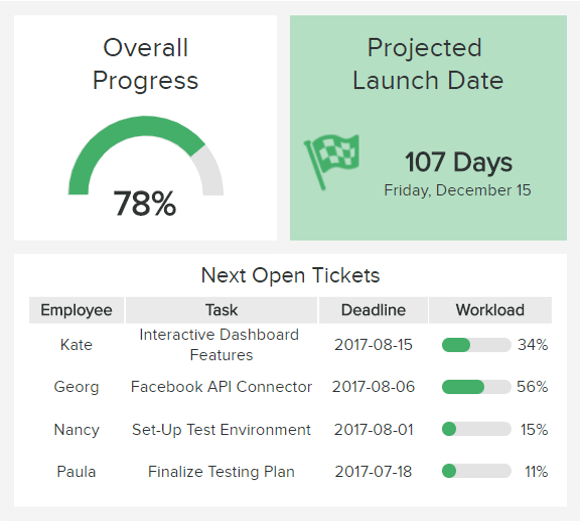 Overall
Progress
78%
Projected
Launch Date
107 Days
Friday, December 15
Next Open Tickets
Employee Task Deadline Workload
Kate Interactive Dashboard Features 2017-08-15 34%
Georg Facebook API Connector 2017-08-06 56%
Nancy Set-Up Test Environment 2017-08-01 15%
Paula Finalize Testing Plan 2017-07-18 11%